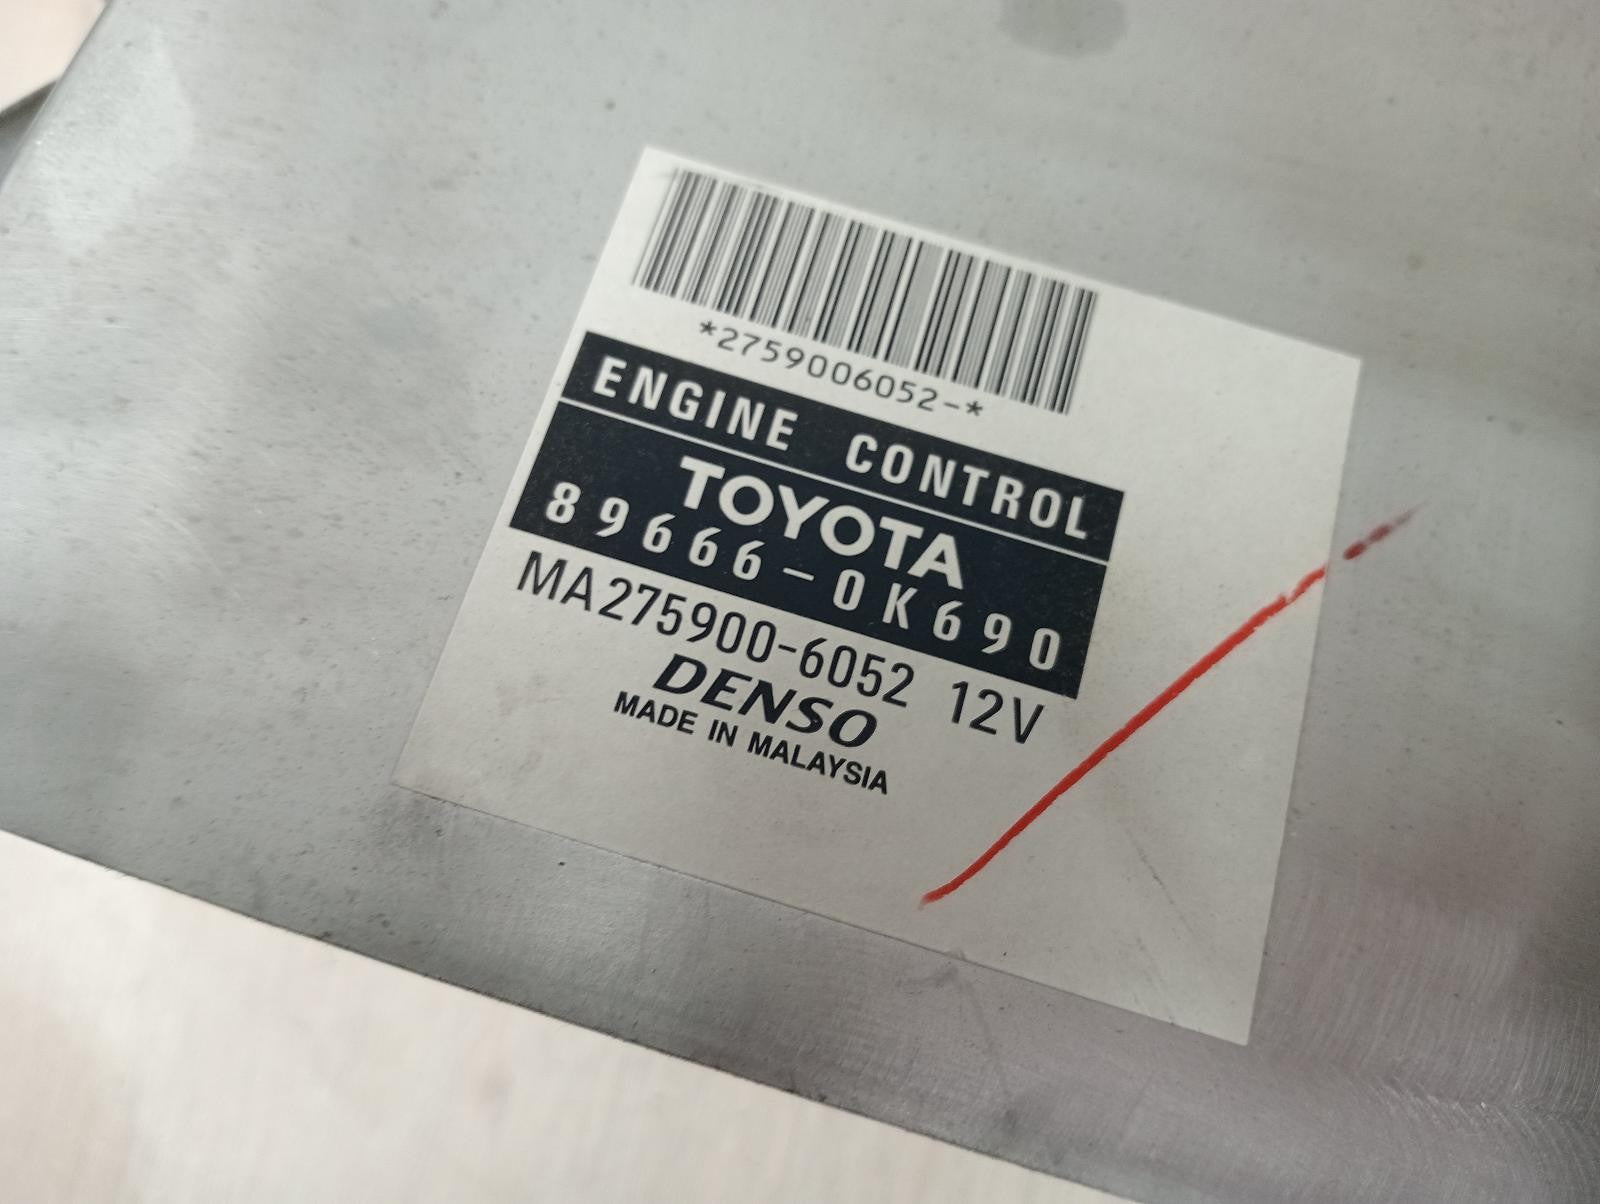 *2759006052-*
ENGINE CONTROL
TOYOTA
89666-0K690
MA275900-6052 12V
DENSO
MADE IN MALAYSIA